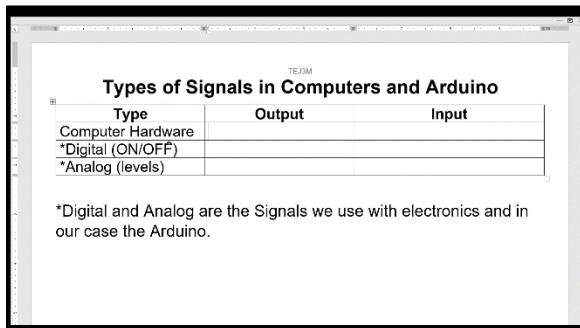 TEJ3M
Types of Signals in Computers and Arduino
Type Output Input
Computer Hardware
*Digital (ON/OFF)
*Analog (levels)
*Digital and Analog are the Signals we use with electronics and in
our case the Arduino.